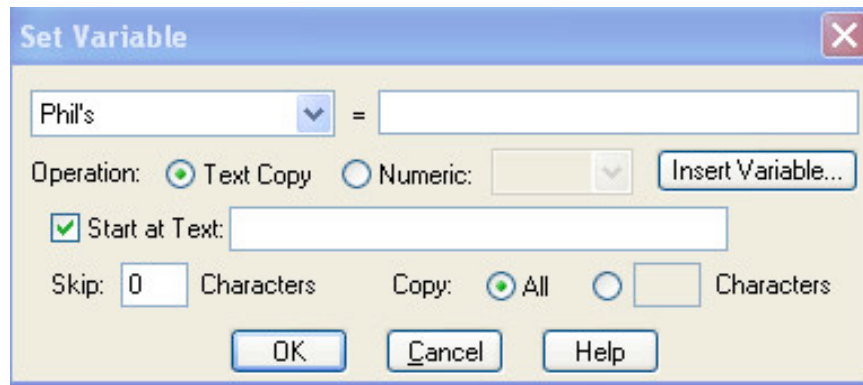 Set Variable
Phil's =
Operation: Text Copy Numeric: Insert Variable...
Start at Text:
Skip: 0 Characters Copy: All Characters
OK Cancel Help